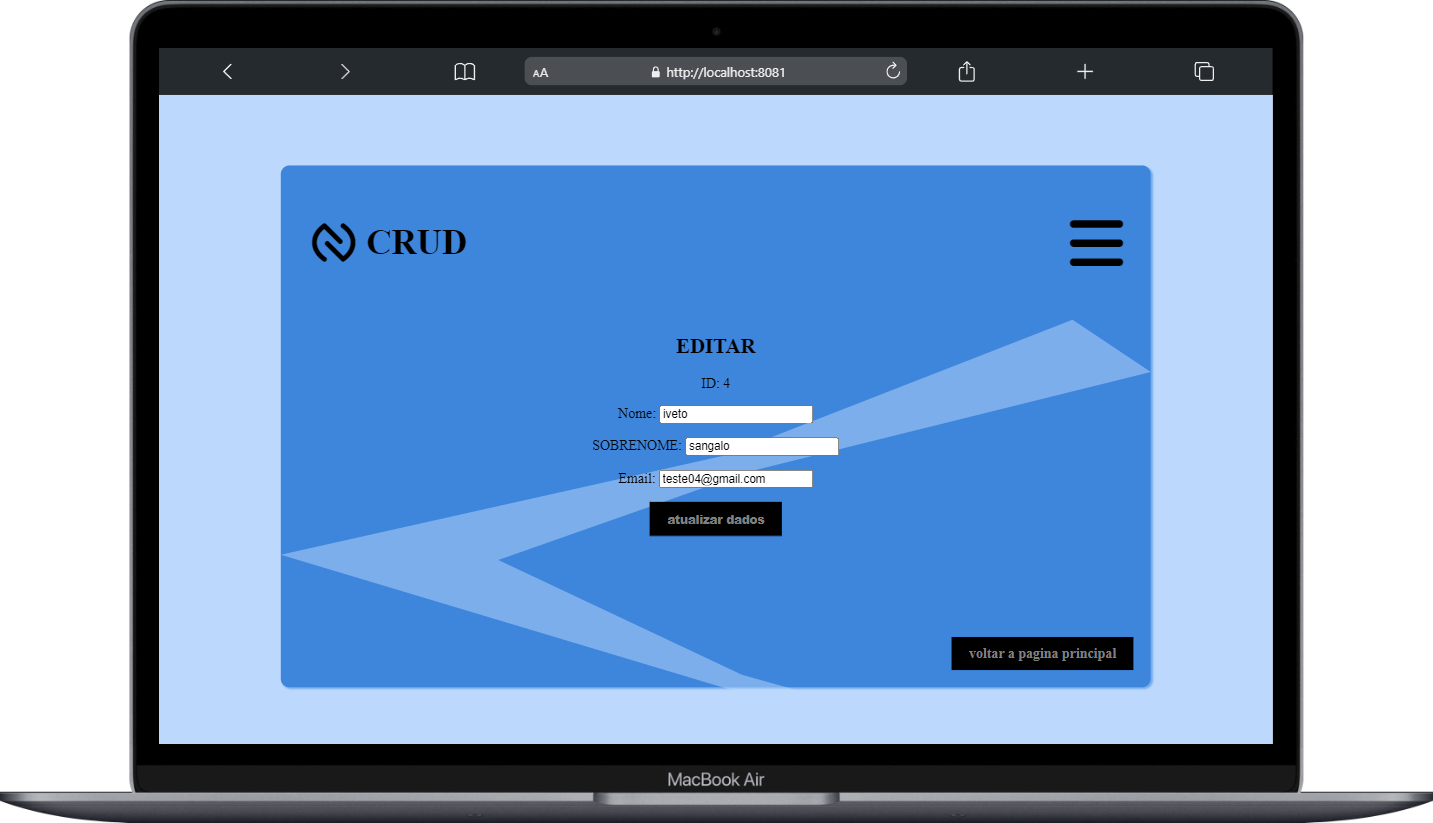 AA http://localhost:8081
CRUD
EDITAR
ID: 4
Nome: iveto
SOBRENOME: sangalo
Email: teste04@gmail.com
atualizar dados
voltar a pagina principal
MacBook Air